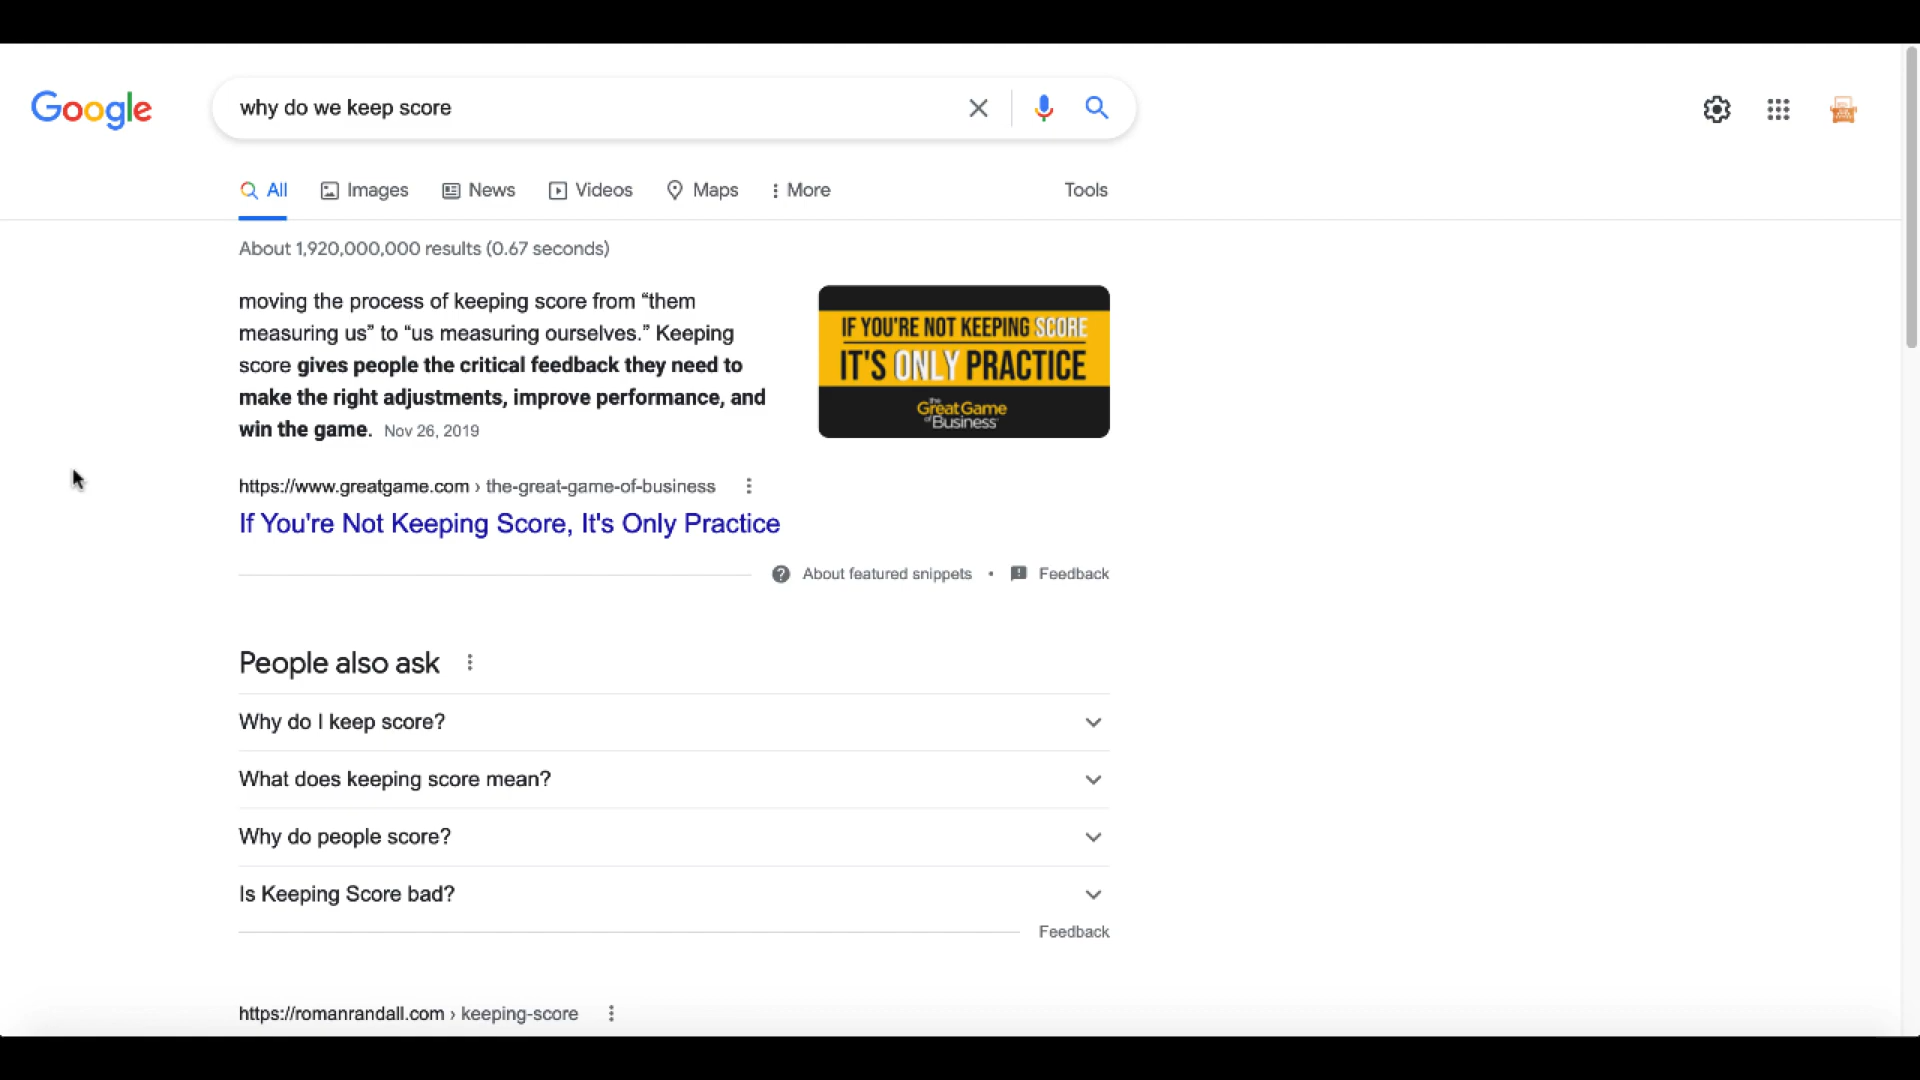 Google
why do we keep score
All
Images
News
Videos
Maps
More
Tools
About 1,920,000,000 results (0.67 seconds)
moving the process of keeping score from “them
measuring us” to “us measuring ourselves.” Keeping
score gives people the critical feedback they need to
make the right adjustments, improve performance, and
win the game. Nov 26, 2019
IF YOU'RE NOT KEEPING SCORE
IT'S ONLY PRACTICE
the
GreatGame
of Business
https://www.greatgame.com › the-great-game-of-business
If You're Not Keeping Score, It's Only Practice
About featured snippets • Feedback
People also ask
Why do I keep score?
What does keeping score mean?
Why do people score?
Is Keeping Score bad?
Feedback
https://romanrandall.com › keeping-score